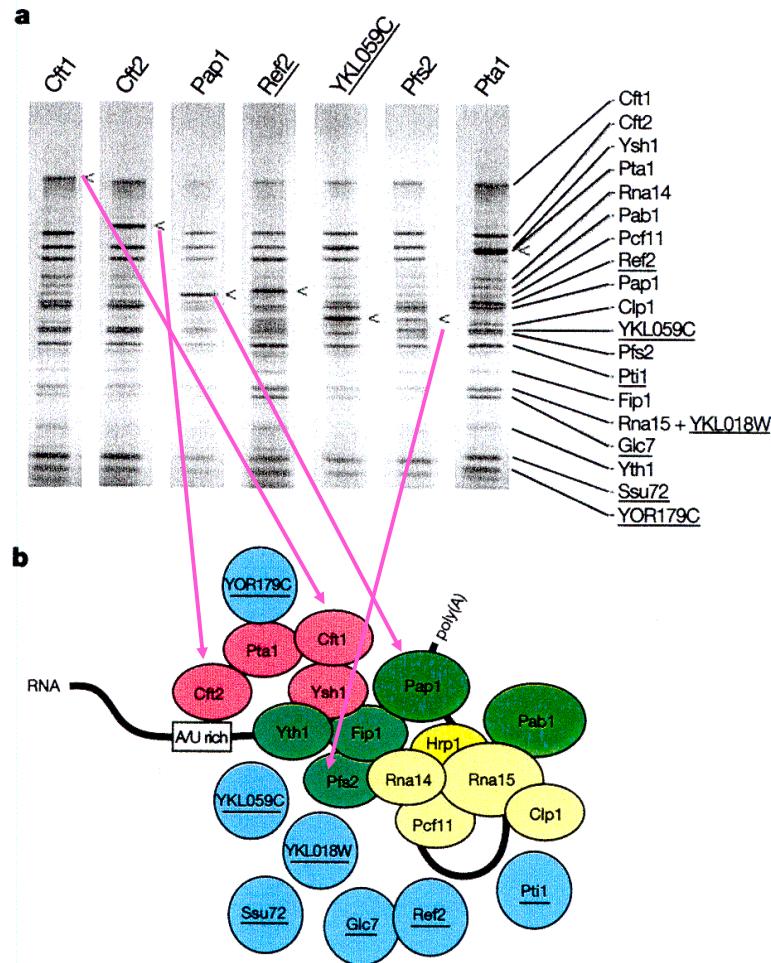 a
Cft1
Cft2
Pap1
Ref2
YKL059C
Pfs2
Pta1
<
<
<
<
<
<
<
Cft1
Cft2
Ysh1
Pta1
Rna14
Pab1
Pcf11
Ref2
Pap1
Clp1
YKL059C
Pfs2
Pti1
Fip1
Rna15 + YKL018W
Glc7
Yth1
Ssu72
YOR179C
b
YOR179C
poly(A)
Cft1
Pta1
RNA
Cft2
Ysh1
Pap1
A/U rich
Yth1
Fip1
Pab1
Hrp1
Pfs2
Rna14
Rna15
YKL059C
Pcf11
Clp1
YKL018W
Pti1
Ssu72
Glc7
Ref2